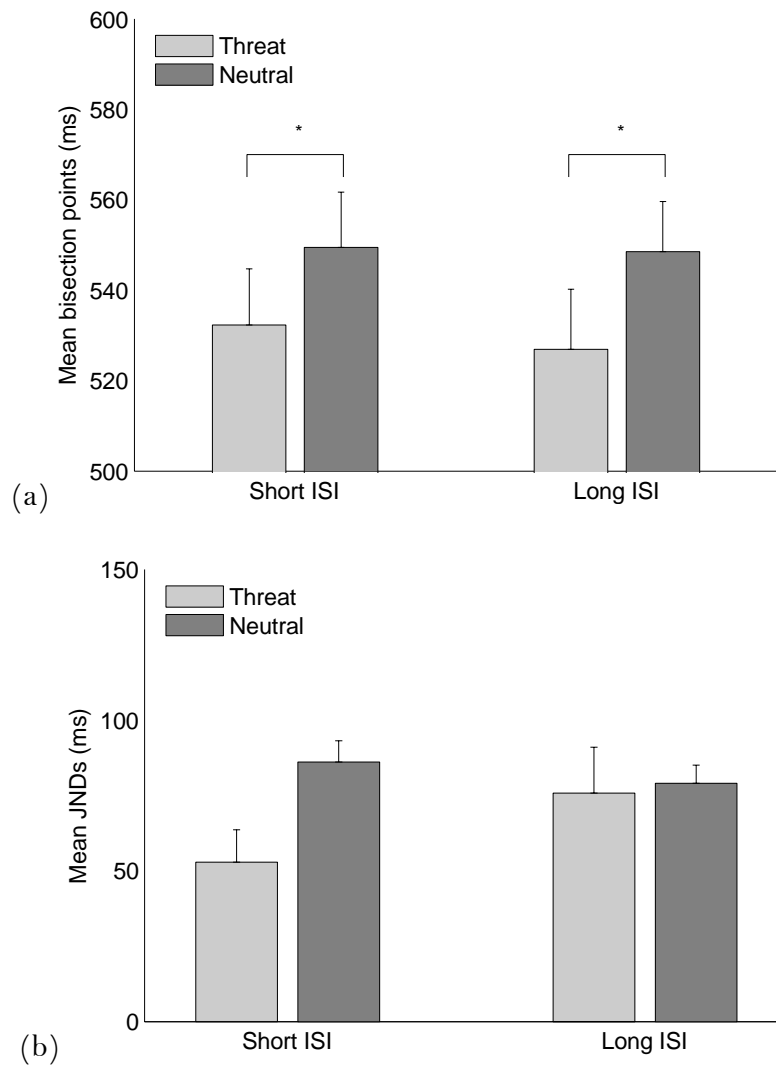 600
Threat
Neutral
580
*
*
560
540
520
500
Mean bisection points (ms)
Short ISI
Long ISI
(a)
150
Threat
Neutral
100
50
0
Mean JNDs (ms)
Short ISI
Long ISI
(b)